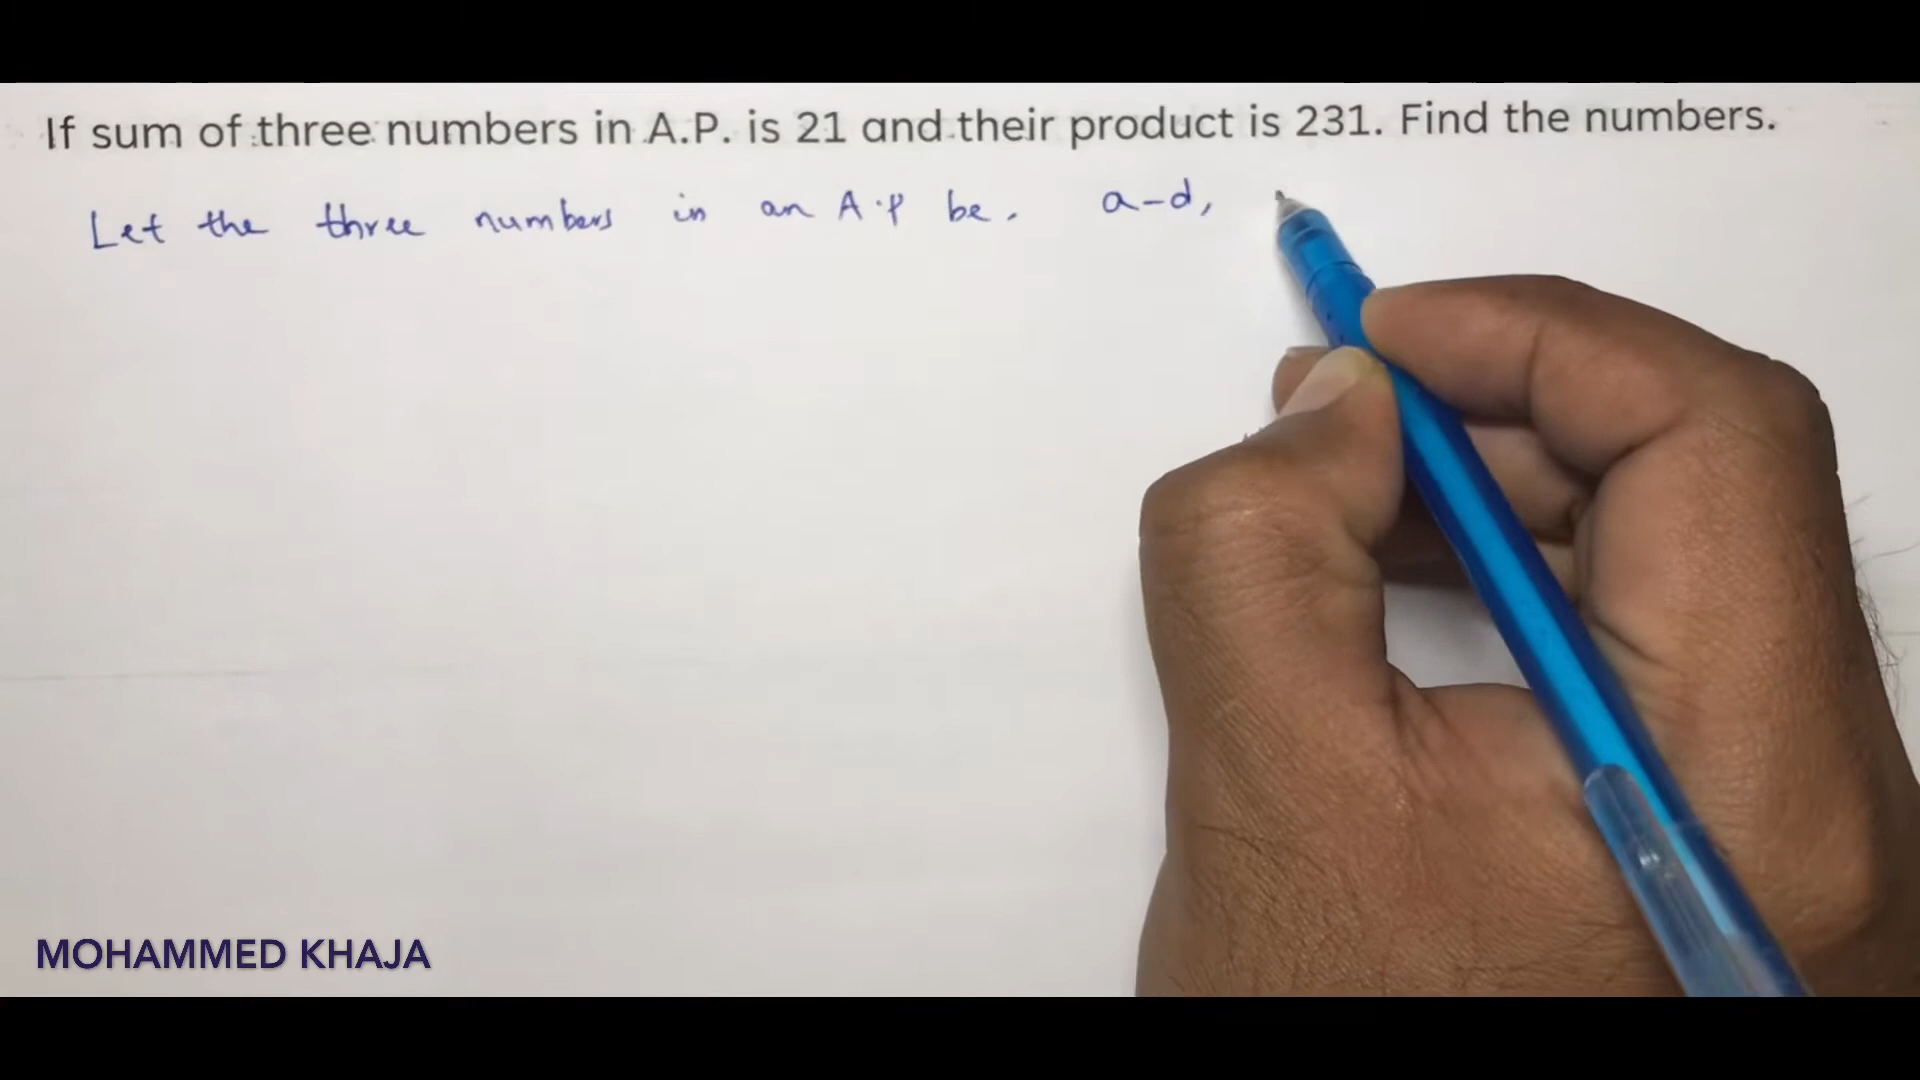 If sum of three numbers in A.P. is 21 and their product is 231. Find the numbers.
Let the three numbers in an A.P be. a-d,
MOHAMMED KHAJA